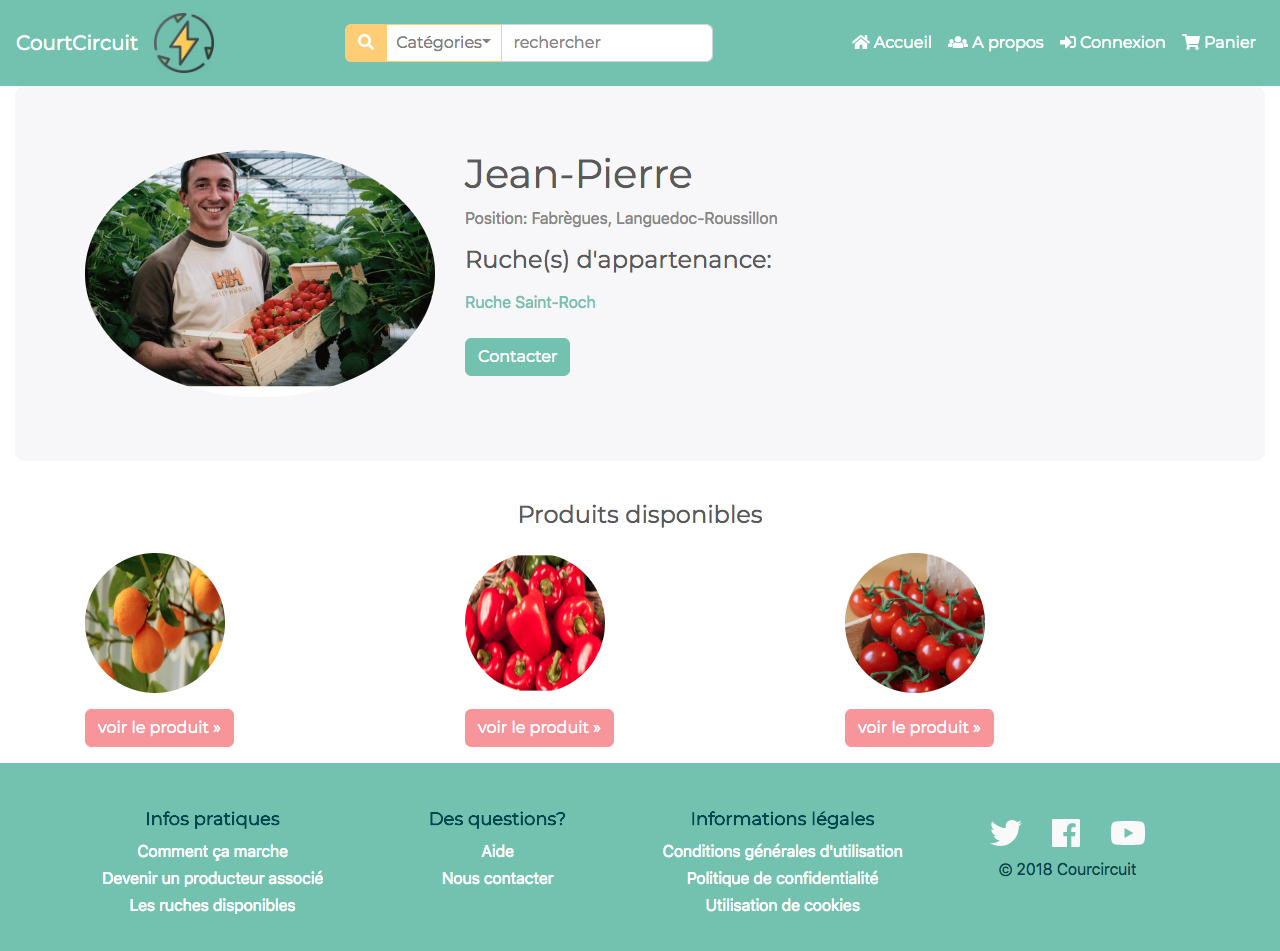 CourtCircuit
Catégories
rechercher
Accueil
A propos
Connexion
Panier
HH
HELLY HANSEN
Jean-Pierre
Position: Fabrègues, Languedoc-Roussillon
Ruche(s) d'appartenance:
Ruche Saint-Roch
Contacter
Produits disponibles
voir le produit »
voir le produit »
voir le produit »
Infos pratiques
Comment ça marche
Devenir un producteur associé
Les ruches disponibles
Des questions?
Aide
Nous contacter
Informations légales
Conditions générales d'utilisation
Politique de confidentialité
Utilisation de cookies
© 2018 Courcircuit